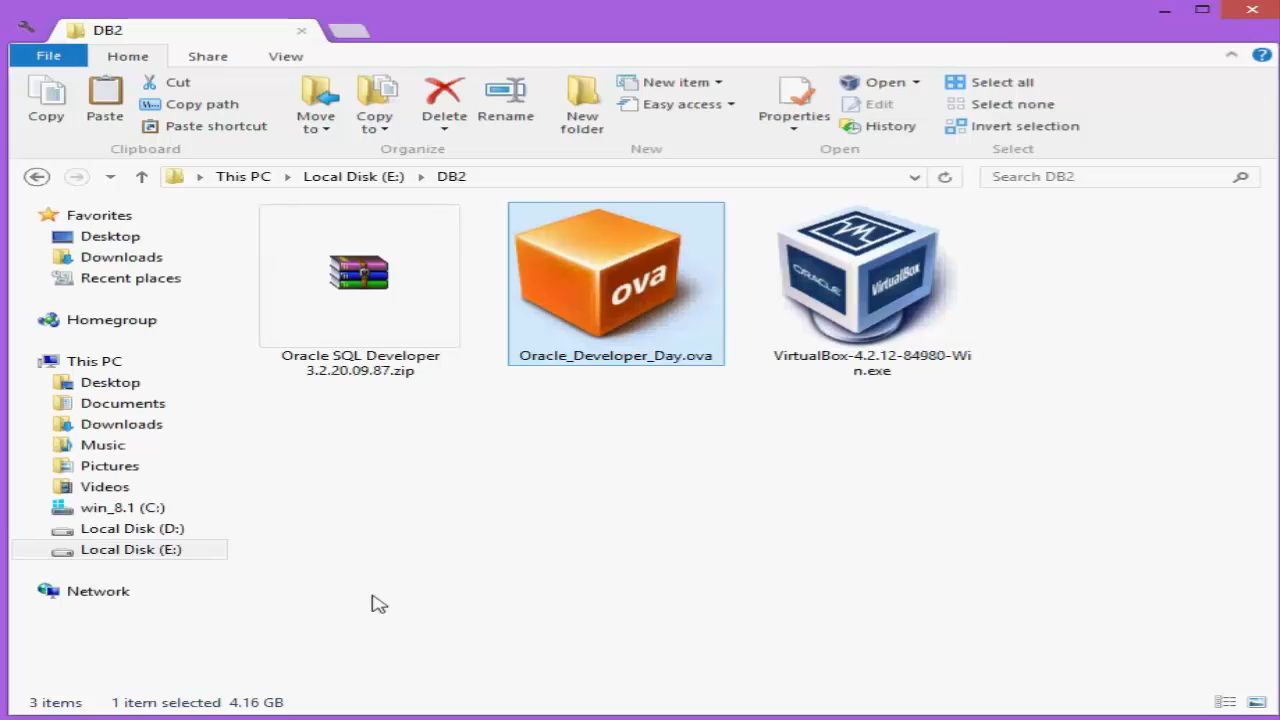 DB2
File
Home
Share
View
Copy
Paste
Cut
Copy path
Paste shortcut
Clipboard
Move to
Copy to
Delete
Rename
Organize
New folder
New item
Easy access
New
Properties
Open
Edit
History
Open
Select all
Select none
Invert selection
Select
This PC
Local Disk (E:)
DB2
Search DB2
Favorites
Desktop
Downloads
Recent places
Homegroup
This PC
Desktop
Documents
Downloads
Music
Pictures
Videos
win_8.1 (C:)
Local Disk (D:)
Local Disk (E:)
Network
Oracle SQL Developer
3.2.20.09.87.zip
ova
Oracle_Developer_Day.ova
ORACLE
VirtualBox
VirtualBox-4.2.12-84980-Wi
n.exe
3 items
1 item selected 4.16 GB